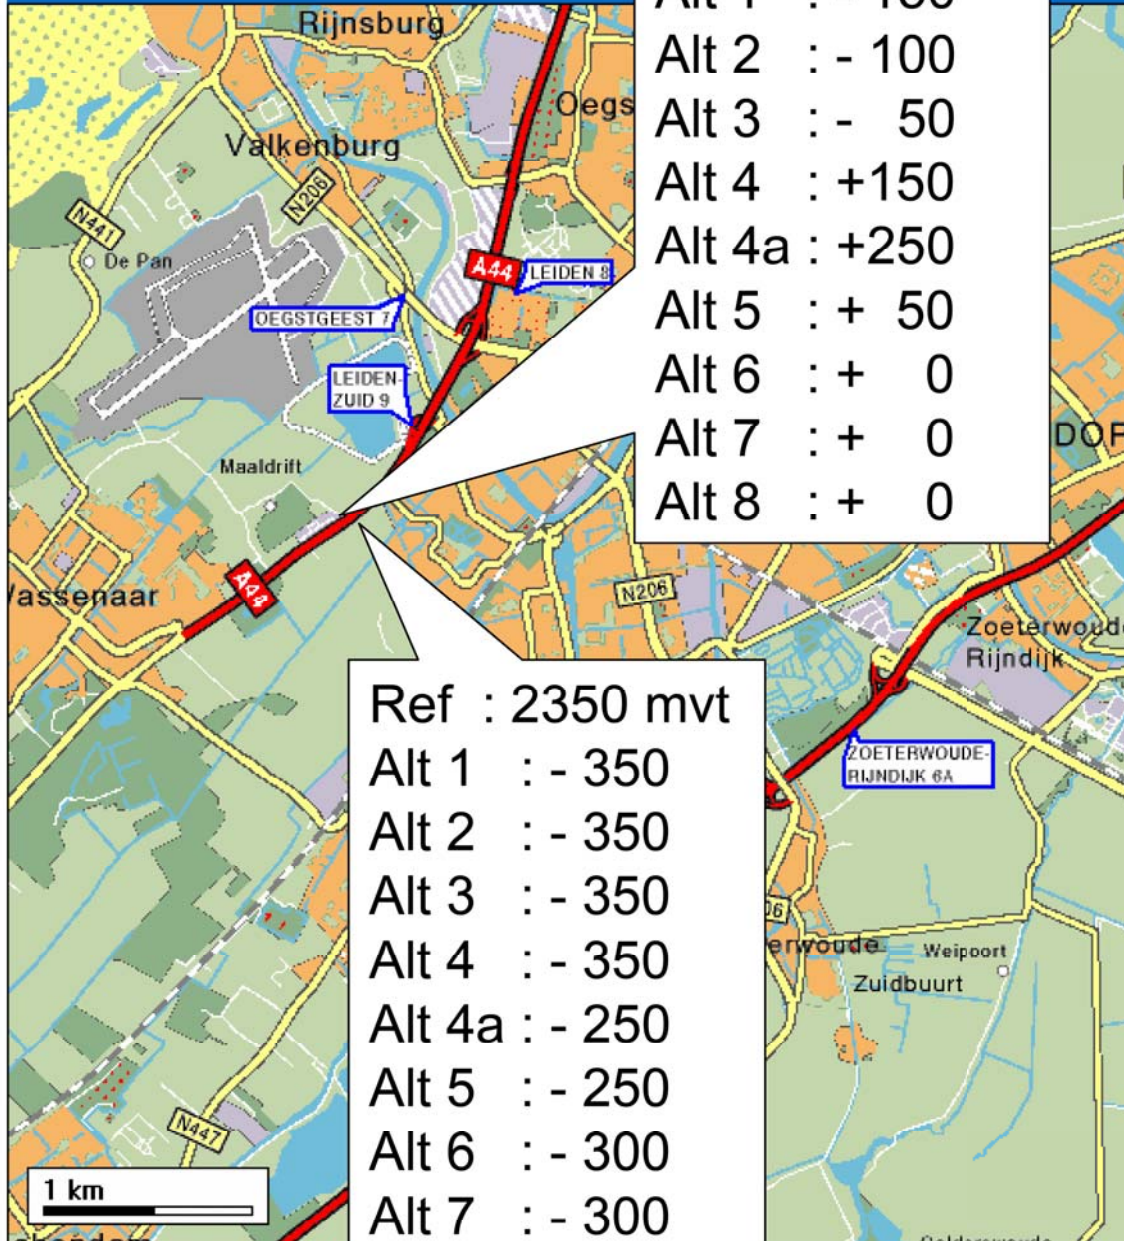 Rijnsburg
Alt 2 : - 100
Alt 3 : - 50
Alt 4 : +150
Alt 4a : +250
Alt 5 : + 50
Alt 6 : + 0
Alt 7 : + 0
Alt 8 : + 0
Oegs
Valkenburg
N206
N441
De Pan
A44
LEIDEN 8
OEGSTGEEST 7
LEIDEN-
ZUID 9
DOR
Maaldrift
A44
assenaar
N206
Zoeterwoude
Rijndijk
Ref : 2350 mvt
Alt 1 : - 350
Alt 2 : - 350
Alt 3 : - 350
Alt 4 : - 350
Alt 4a : - 250
Alt 5 : - 250
Alt 6 : - 300
Alt 7 : - 300
ZOETERWOUDE-
RIJNDIJK 6A
06
erwoude
Weipoort
Zuidbuurt
N447
1 km